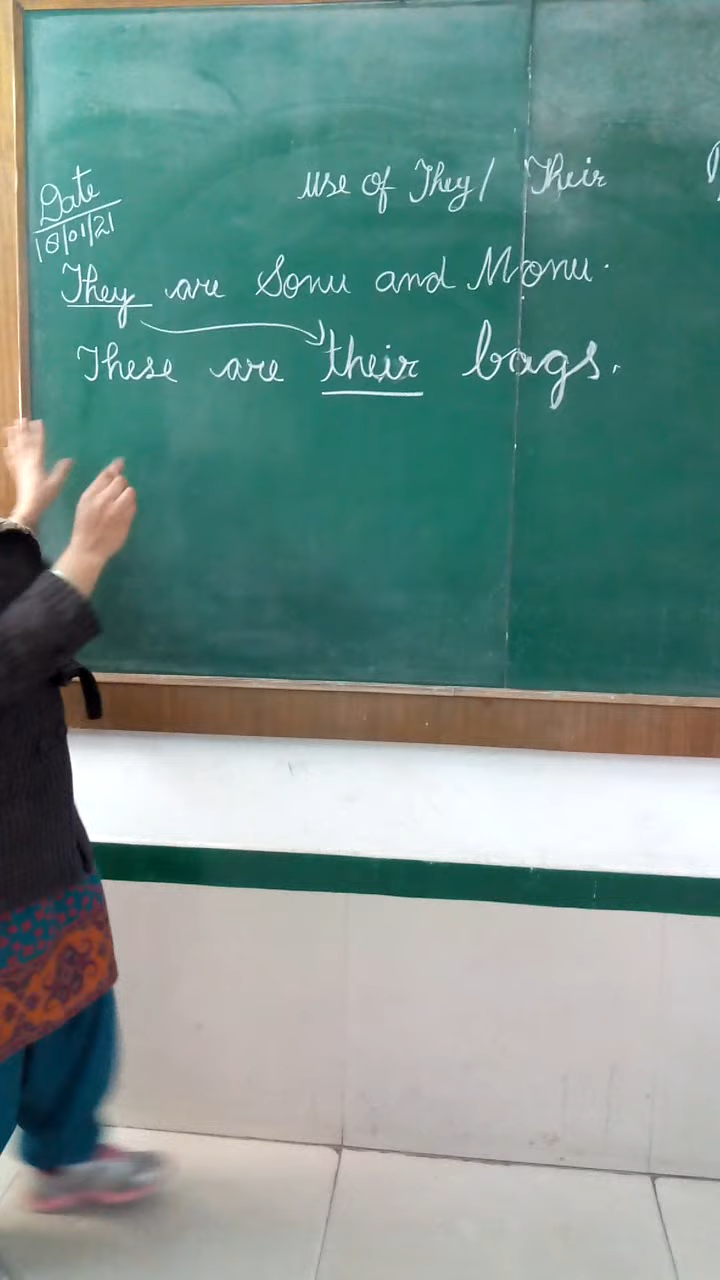 Use of They/ Their
Date
18/01/21
They are Sonu and Monu.
These are their bags.